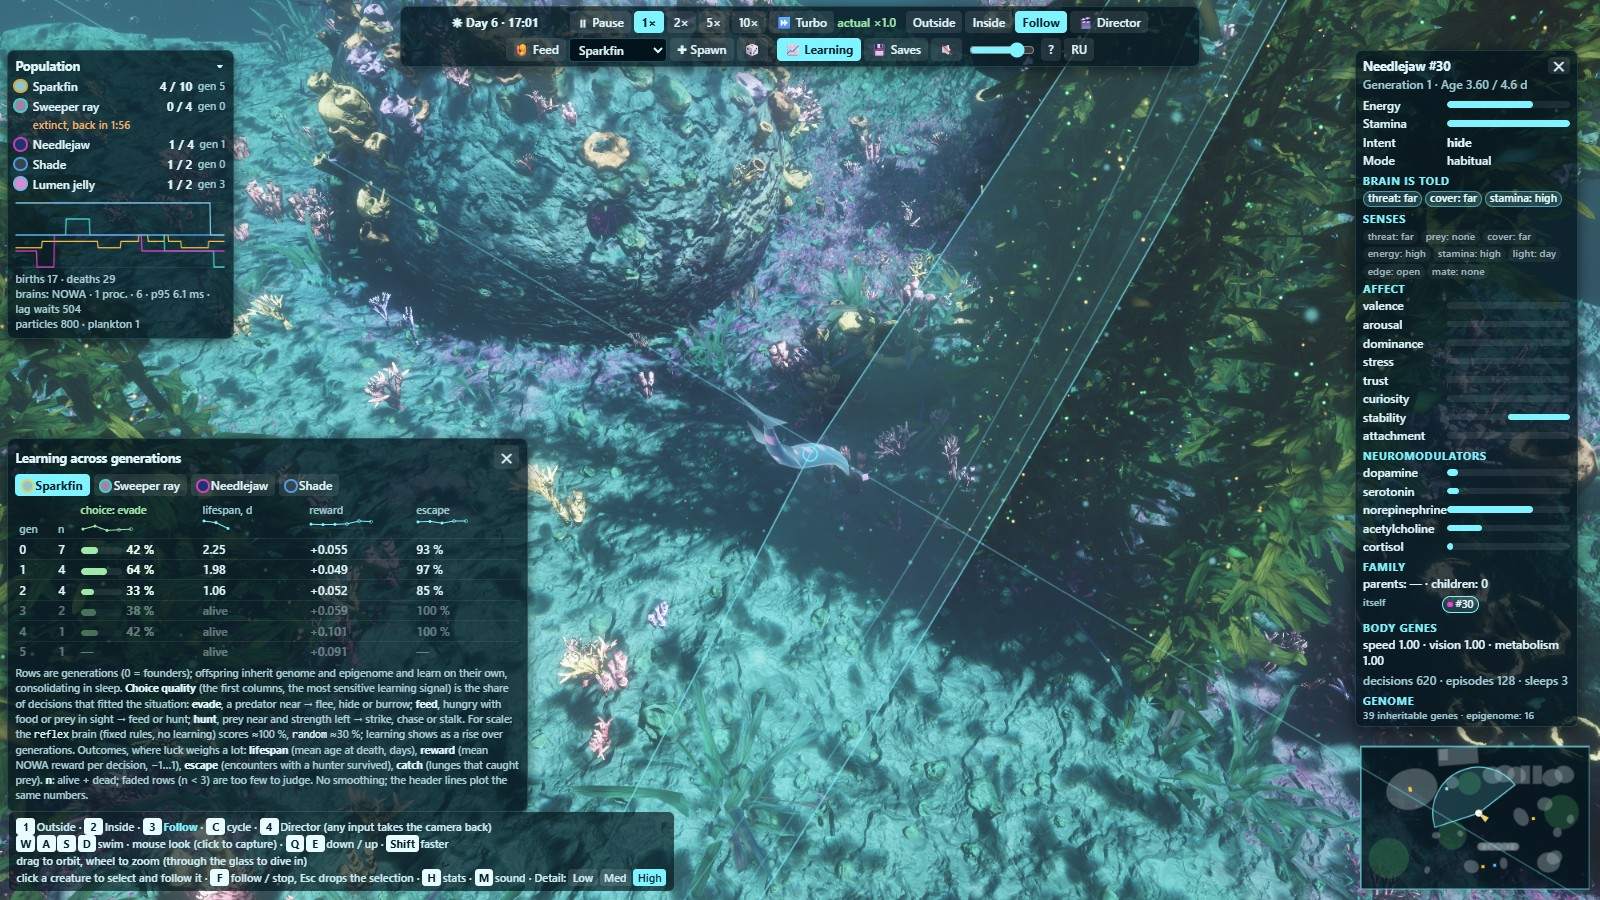 Day 6 · 17:01 Pause 1× 2× 5× 10× Turbo actual ×1.0 Outside Inside Follow Director
Feed Sparkfin + Spawn Learning Saves ? RU
Population
Sparkfin 4 / 10 gen 5
Sweeper ray 0 / 4 gen 0
extinct, back in 1:56
Needlejaw 1 / 4 gen 1
Shade 1 / 2 gen 0
Lumen jelly 1 / 2 gen 3
births 17 · deaths 29
brains: NOWA · 1 proc. · 6 · p95 6.1 ms ·
lag waits 504
particles 800 · plankton 1
Learning across generations
Sparkfin Sweeper ray Needlejaw Shade
gen n choice: evade lifespan, d reward escape
0 7 42 % 2.25 +0.055 93 %
1 4 64 % 1.98 +0.049 97 %
2 4 33 % 1.06 +0.052 85 %
3 2 38 % alive +0.059 100 %
4 1 42 % alive +0.101 100 %
5 1 — alive +0.091 —
Rows are generations (0 = founders); offspring inherit genome and epigenome and learn on their own,
consolidating in sleep. Choice quality (the first columns, the most sensitive learning signal) is the share
of decisions that fitted the situation: evade, a predator near → flee, hide or burrow; feed, hungry with
food or prey in sight → feed or hunt; hunt, prey near and strength left → strike, chase or stalk. For scale:
the reflex brain (fixed rules, no learning) scores ≈100 %, random ≈30 %; learning shows as a rise over
generations. Outcomes, where luck weighs a lot: lifespan (mean age at death, days), reward (mean
NOWA reward per decision, −1…1), escape (encounters with a hunter survived), catch (lunges that caught
prey). n: alive + dead; faded rows (n < 3) are too few to judge. No smoothing; the header lines plot the
same numbers.
1 Outside · 2 Inside · 3 Follow · C cycle · 4 Director (any input takes the camera back)
W A S D swim · mouse look (click to capture) · Q E down / up · Shift faster
drag to orbit, wheel to zoom (through the glass to dive in)
click a creature to select and follow it · F follow / stop, Esc drops the selection · H stats · M sound · Detail: Low Med High
Needlejaw #30
Generation 1 · Age 3.60 / 4.6 d
Energy
Stamina
Intent hide
Mode habitual
BRAIN IS TOLD
threat: far cover: far stamina: high
SENSES
threat: far prey: none cover: far
energy: high stamina: high light: day
edge: open mate: none
AFFECT
valence
arousal
dominance
stress
trust
curiosity
stability
attachment
NEUROMODULATORS
dopamine
serotonin
norepinephrine
acetylcholine
cortisol
FAMILY
parents: — · children: 0
itself #30
BODY GENES
speed 1.00 · vision 1.00 · metabolism
1.00
decisions 620 · episodes 128 · sleeps 3
GENOME
39 inheritable genes · epigenome: 16